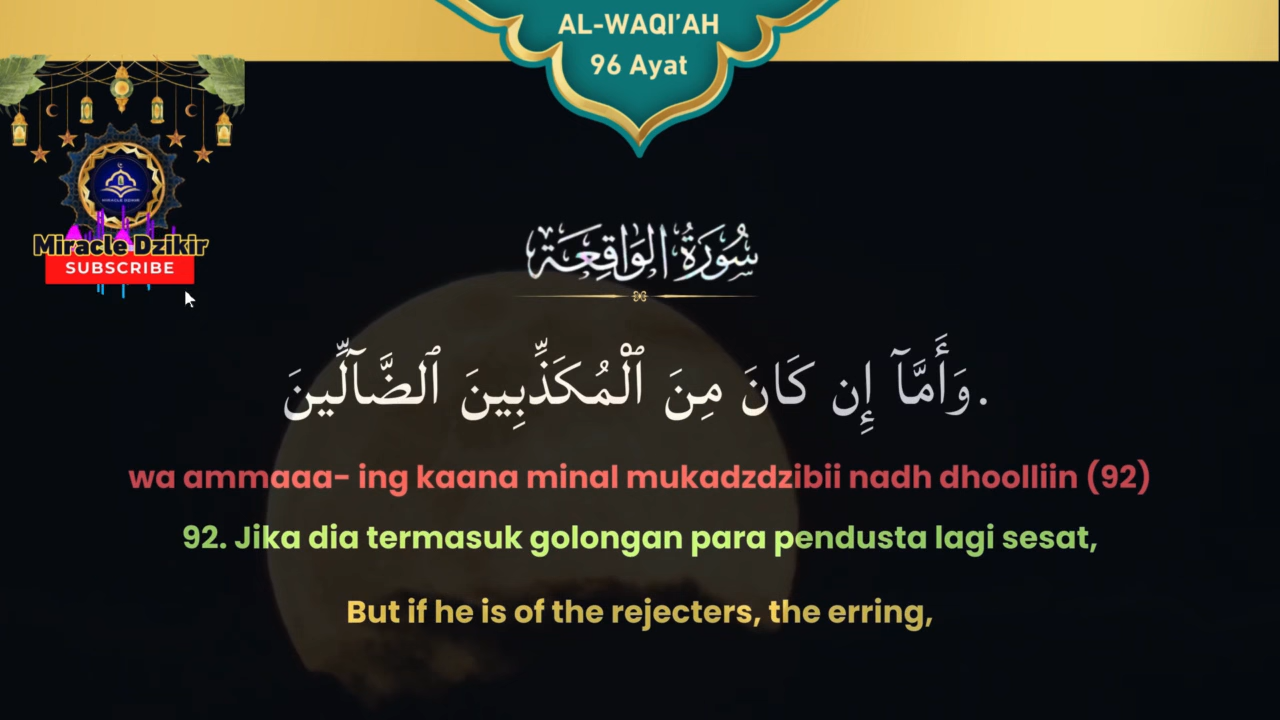 AL-WAQI'AH
96 Ayat
Miracle Dzikir
SUBSCRIBE
سُورَةُ الوَاقِعَة
وَأَمَّآ إِن كَانَ مِنَ ٱلْمُكَذِّبِينَ ٱلضَّآلِّينَ.
wa ammaaa- ing kaana minal mukadzdzibii nadh dhoolliin (92)
92. Jika dia termasuk golongan para pendusta lagi sesat,
But if he is of the rejecters, the erring,